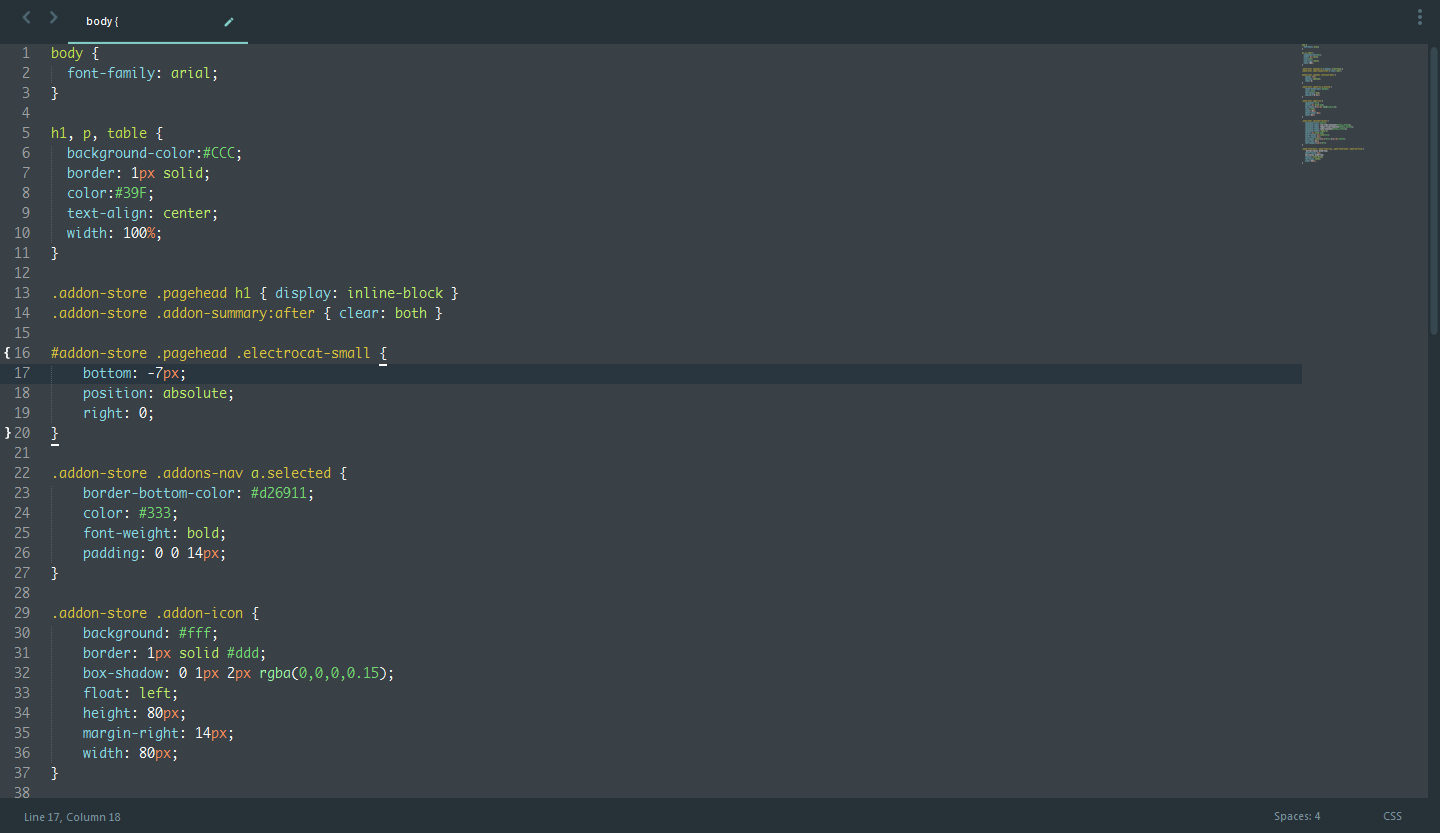 body {
1 body {
2   font-family: arial;
3 }
4
5 h1, p, table {
6   background-color:#CCC;
7   border: 1px solid;
8   color:#39F;
9   text-align: center;
10   width: 100%;
11 }
12
13 .addon-store .pagehead h1 { display: inline-block }
14 .addon-store .addon-summary:after { clear: both }
15
{ 16 #addon-store .pagehead .electrocat-small {
17     bottom: -7px;
18     position: absolute;
19     right: 0;
} 20 }
21
22 .addon-store .addons-nav a.selected {
23     border-bottom-color: #d26911;
24     color: #333;
25     font-weight: bold;
26     padding: 0 0 14px;
27 }
28
29 .addon-store .addon-icon {
30     background: #fff;
31     border: 1px solid #ddd;
32     box-shadow: 0 1px 2px rgba(0,0,0,0.15);
33     float: left;
34     height: 80px;
35     margin-right: 14px;
36     width: 80px;
37 }
38
Line 17, Column 18 Spaces: 4 CSS